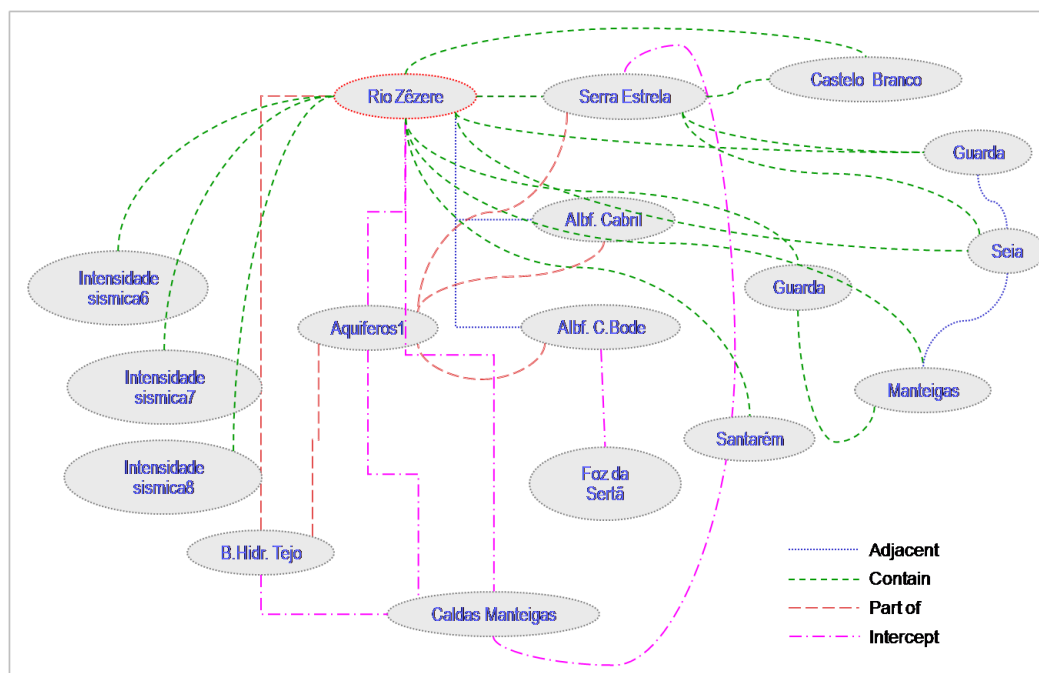 Rio Zêzere
Serra Estrela
Castelo Branco
Guarda
Albf. Cabril
Seia
Intensidade
sismica6
Guarda
Aquiferos1
Albf. C.Bode
Intensidade
sismica7
Manteigas
Santarém
Intensidade
sismica8
Foz da
Sertã
B.Hidr. Tejo
Caldas Manteigas
Adjacent
Contain
Part of
Intercept